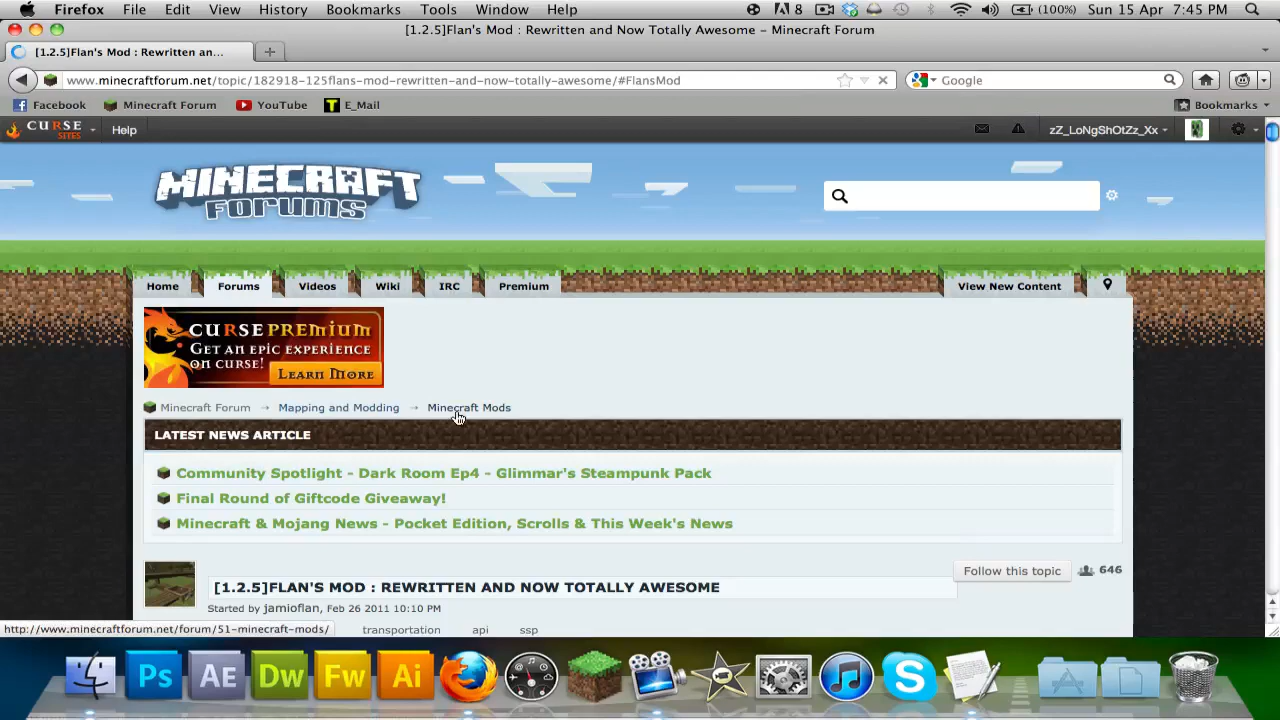 Firefox File Edit View History Bookmarks Tools Window Help 8 (100%) Sun 15 Apr 7:45 PM
[1.2.5]Flan's Mod : Rewritten and Now Totally Awesome – Minecraft Forum
[1.2.5]Flan's Mod : Rewritten an...
www.minecraftforum.net/topic/182918-125flans-mod-rewritten-and-now-totally-awesome/#FlansMod Google
Facebook Minecraft Forum YouTube T E_Mail Bookmarks
CURSE SITES Help zZ_LoNgShOtZz_Xx
MINECRAFT
FORUMS
Home Forums Videos Wiki IRC Premium View New Content
CURSE PREMIUM
GET AN EPIC EXPERIENCE
ON CURSE! LEARN MORE
Minecraft Forum → Mapping and Modding → Minecraft Mods
LATEST NEWS ARTICLE
Community Spotlight - Dark Room Ep4 - Glimmar's Steampunk Pack
Final Round of Giftcode Giveaway!
Minecraft & Mojang News - Pocket Edition, Scrolls & This Week's News
Follow this topic 646
[1.2.5]FLAN'S MOD : REWRITTEN AND NOW TOTALLY AWESOME
Started by jamioflan, Feb 26 2011 10:10 PM
http://www.minecraftforum.net/forum/51-minecraft-mods/ transportation api ssp
Ps AE Dw Fw Ai